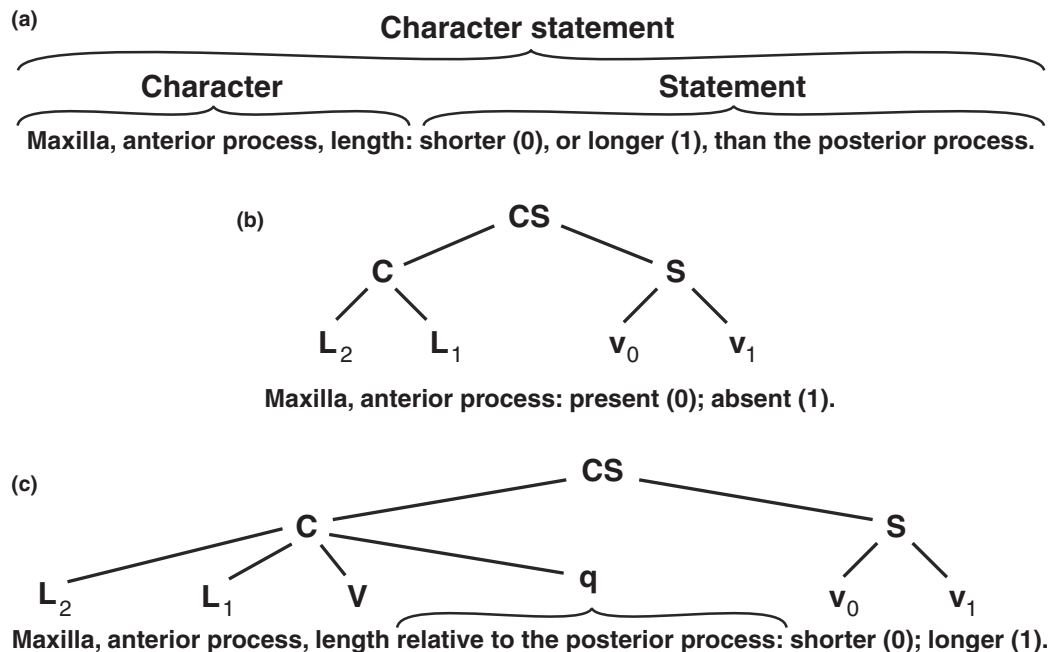 (a)
Character statement
Character Statement
Maxilla, anterior process, length: shorter (0), or longer (1), than the posterior process.
(b)
CS
C S
L2 L1 v0 v1
Maxilla, anterior process: present (0); absent (1).
(c)
CS
C S
L2 L1 V q v0 v1
Maxilla, anterior process, length relative to the posterior process: shorter (0); longer (1).